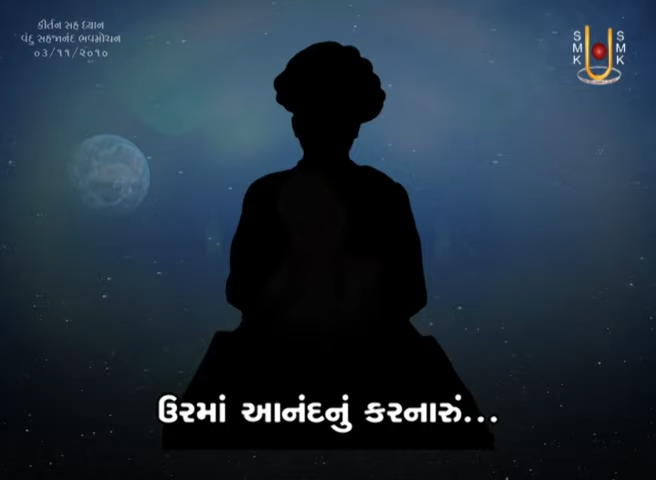 કીર્તન સહ ધ્યાન
વંદુ સહજાનંદ ભવમોચન
૦૩/૧૧/૨૦૧૦
S S
M M
K K
ઉરમાં આનંદનું કરનારું...